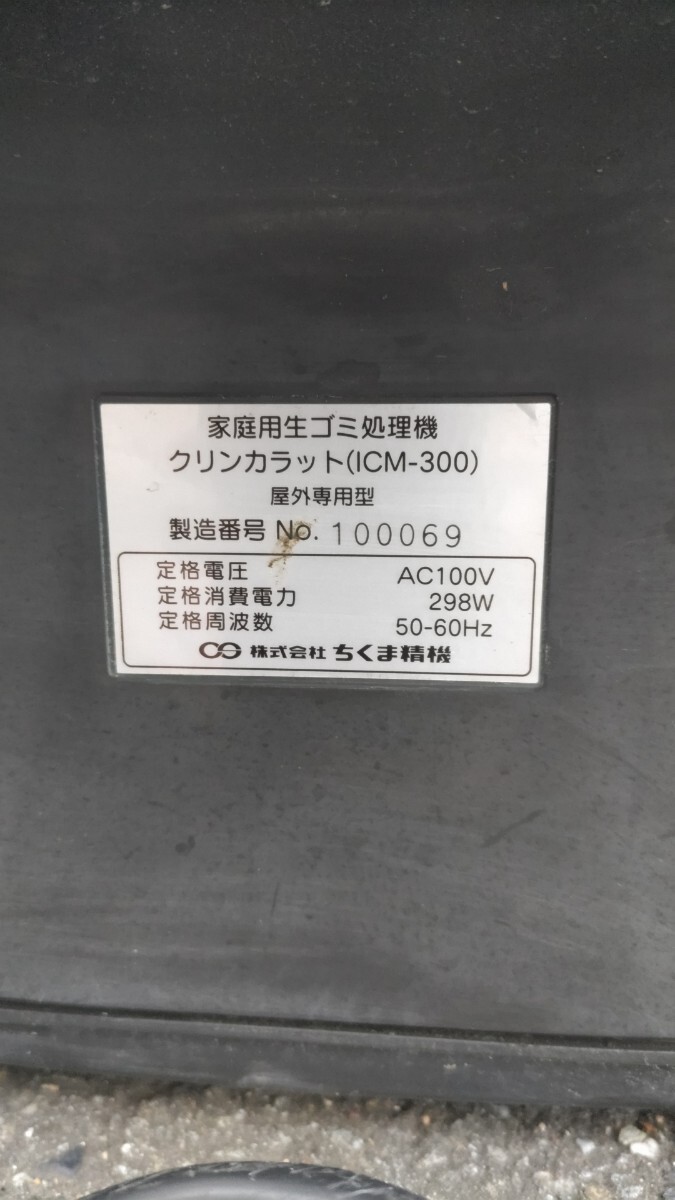 家庭用生ゴミ処理機
クリンカラット(ICM-300)
屋外専用型
製造番号 No. 100069
定格電圧 AC100V
定格消費電力 298W
定格周波数 50-60Hz
株式会社 ちくま精機